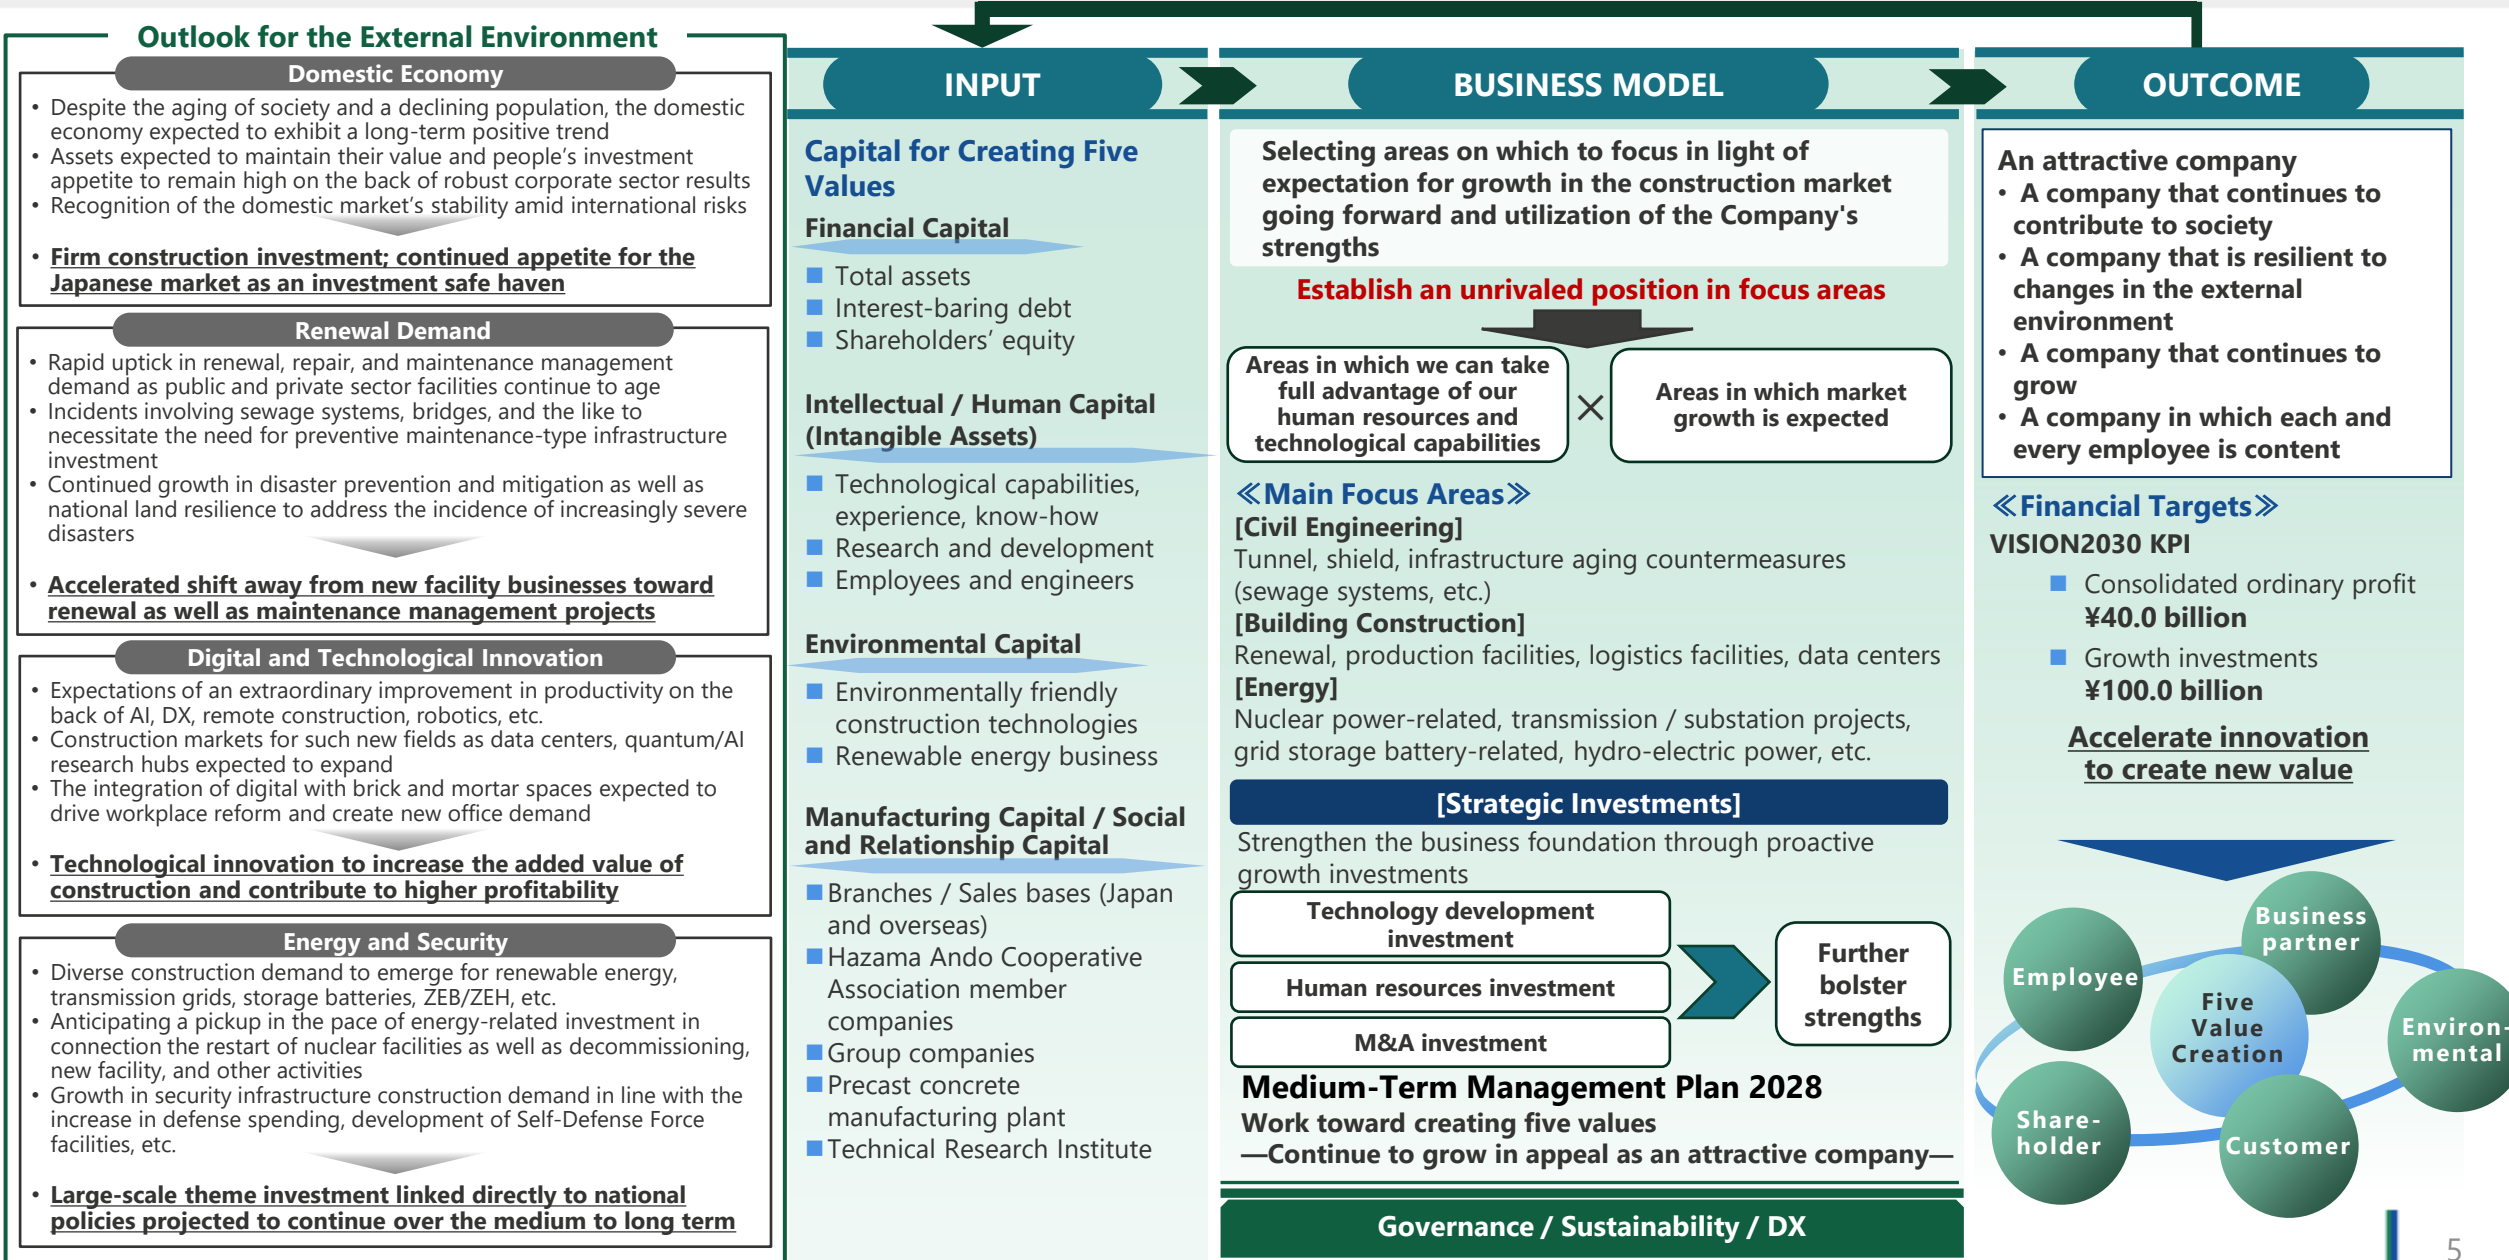 Outlook for the External Environment
Domestic Economy
• Despite the aging of society and a declining population, the domestic
economy expected to exhibit a long-term positive trend
• Assets expected to maintain their value and people's investment
appetite to remain high on the back of robust corporate sector results
• Recognition of the domestic market's stability amid international risks
• Firm construction investment; continued appetite for the
Japanese market as an investment safe haven
Renewal Demand
• Rapid uptick in renewal, repair, and maintenance management
demand as public and private sector facilities continue to age
• Incidents involving sewage systems, bridges, and the like to
necessitate the need for preventive maintenance-type infrastructure
investment
• Continued growth in disaster prevention and mitigation as well as
national land resilience to address the incidence of increasingly severe
disasters
• Accelerated shift away from new facility businesses toward
renewal as well as maintenance management projects
Digital and Technological Innovation
• Expectations of an extraordinary improvement in productivity on the
back of AI, DX, remote construction, robotics, etc.
• Construction markets for such new fields as data centers, quantum/AI
research hubs expected to expand
• The integration of digital with brick and mortar spaces expected to
drive workplace reform and create new office demand
• Technological innovation to increase the added value of
construction and contribute to higher profitability
Energy and Security
• Diverse construction demand to emerge for renewable energy,
transmission grids, storage batteries, ZEB/ZEH, etc.
• Anticipating a pickup in the pace of energy-related investment in
connection the restart of nuclear facilities as well as decommissioning,
new facility, and other activities
• Growth in security infrastructure construction demand in line with the
increase in defense spending, development of Self-Defense Force
facilities, etc.
• Large-scale theme investment linked directly to national
policies projected to continue over the medium to long term
INPUT
Capital for Creating Five
Values
Financial Capital
■ Total assets
■ Interest-baring debt
■ Shareholders' equity
Intellectual / Human Capital
(Intangible Assets)
■ Technological capabilities,
experience, know-how
■ Research and development
■ Employees and engineers
Environmental Capital
■ Environmentally friendly
construction technologies
■ Renewable energy business
Manufacturing Capital / Social
and Relationship Capital
■ Branches / Sales bases (Japan
and overseas)
■ Hazama Ando Cooperative
Association member
companies
■ Group companies
■ Precast concrete
manufacturing plant
■ Technical Research Institute
BUSINESS MODEL
Selecting areas on which to focus in light of
expectation for growth in the construction market
going forward and utilization of the Company's
strengths
Establish an unrivaled position in focus areas
Areas in which we can take
full advantage of our
human resources and
technological capabilities
×
Areas in which market
growth is expected
≪Main Focus Areas≫
[Civil Engineering]
Tunnel, shield, infrastructure aging countermeasures
(sewage systems, etc.)
[Building Construction]
Renewal, production facilities, logistics facilities, data centers
[Energy]
Nuclear power-related, transmission / substation projects,
grid storage battery-related, hydro-electric power, etc.
[Strategic Investments]
Strengthen the business foundation through proactive
growth investments
Technology development
investment
Human resources investment
M&A investment
Further
bolster
strengths
Medium-Term Management Plan 2028
Work toward creating five values
—Continue to grow in appeal as an attractive company—
Governance / Sustainability / DX
OUTCOME
An attractive company
• A company that continues to
contribute to society
• A company that is resilient to
changes in the external
environment
• A company that continues to
grow
• A company in which each and
every employee is content
≪Financial Targets≫
VISION2030 KPI
■ Consolidated ordinary profit
¥40.0 billion
■ Growth investments
¥100.0 billion
Accelerate innovation
to create new value
Business
partner
Employee
Five
Value
Creation
Environ-
mental
Share-
holder
Customer
5